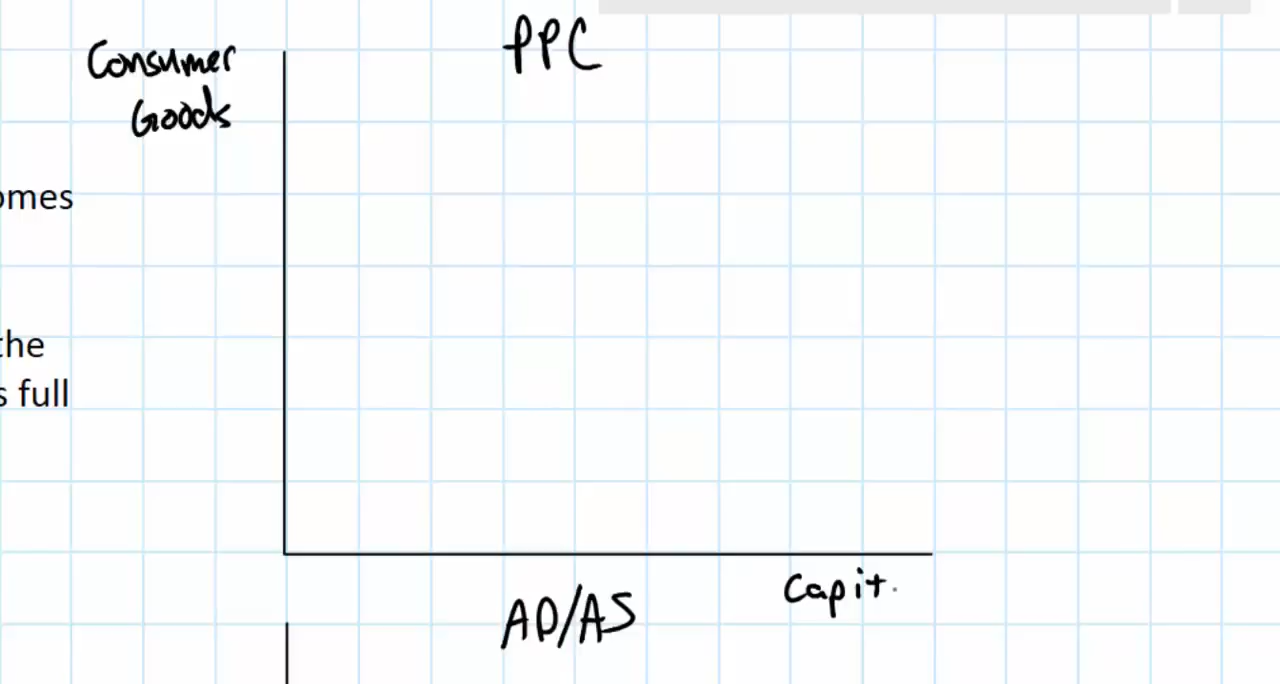 PPC
Consumer
Goods
omes
the
s full
Capit.
AD/AS